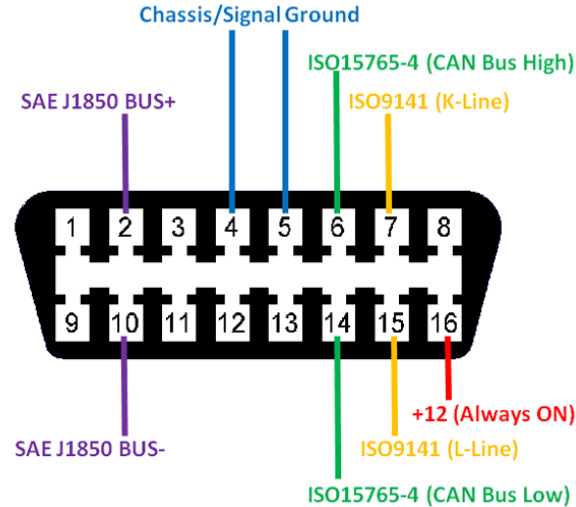 Chassis/Signal Ground
ISO15765-4 (CAN Bus High)
SAE J1850 BUS+
ISO9141 (K-Line)
1 2 3 4 5 6 7 8
9 10 11 12 13 14 15 16
+12 (Always ON)
SAE J1850 BUS-
ISO9141 (L-Line)
ISO15765-4 (CAN Bus Low)